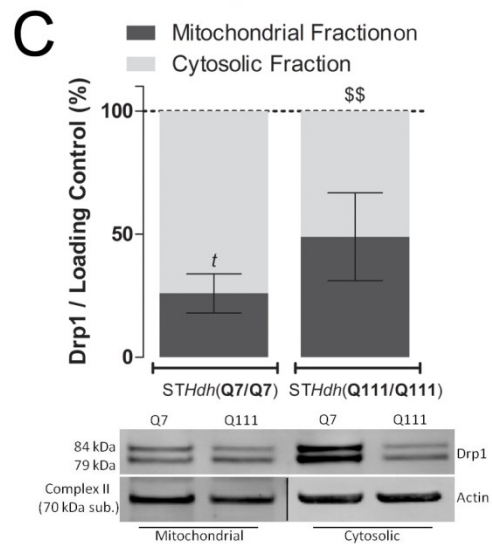 C
Mitochondrial Fractionon
Cytosolic Fraction
Drp1 / Loading Control (%)
100
50
0
$$
t
STHdh(Q7/Q7) STHdh(Q111/Q111)
Q7 Q111 Q7 Q111
84 kDa
79 kDa
Drp1
Complex II
(70 kDa sub.)
Actin
Mitochondrial Cytosolic